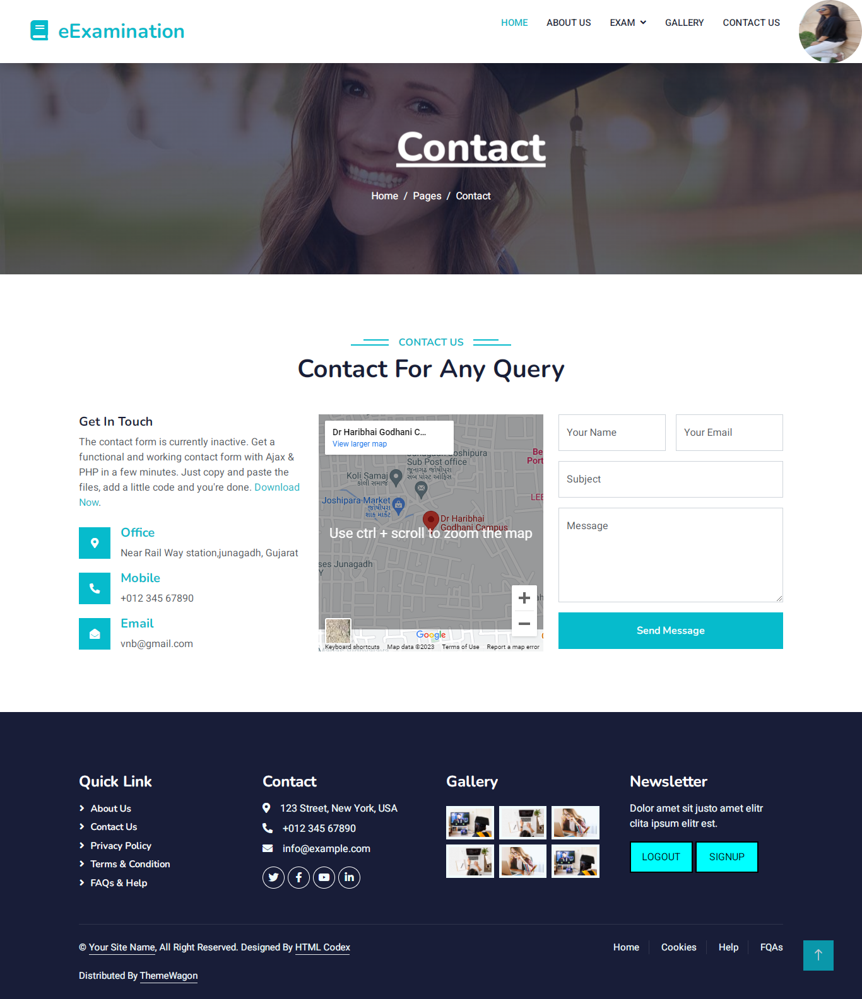 eExamination
HOME
ABOUT US
EXAM
GALLERY
CONTACT US
Contact
Home / Pages / Contact
CONTACT US
Contact For Any Query
Get In Touch
The contact form is currently inactive. Get a
functional and working contact form with Ajax &
PHP in a few minutes. Just copy and paste the
files, add a little code and you're done. Download
Now.
Office
Near Rail Way station,junagadh, Gujarat
Mobile
+012 345 67890
Email
vnb@gmail.com
Dr Haribhai Godhani C...
View larger map
Joshipura
Sub Post office
જૂનાગઢ જોષીપુરા
સબ પોસ્ટ ઓફિસ
Be
Port
Koli Samaj
કોલી સમાજ
LEE
Joshipara Market
જોષીપરા
શાક માર્કેટ
Dr Haribhai
Godhani Campus
Use ctrl + scroll to zoom the map
ses Junagadh
Y
Google
Keyboard shortcuts
Map data ©2023
Terms of Use
Report a map error
Your Name
Your Email
Subject
Message
Send Message
Quick Link
About Us
Contact Us
Privacy Policy
Terms & Condition
FAQs & Help
Contact
123 Street, New York, USA
+012 345 67890
info@example.com
Gallery
Newsletter
Dolor amet sit justo amet elitr
clita ipsum elitr est.
LOGOUT
SIGNUP
© Your Site Name, All Right Reserved. Designed By HTML Codex
Distributed By ThemeWagon
Home
Cookies
Help
FQAs